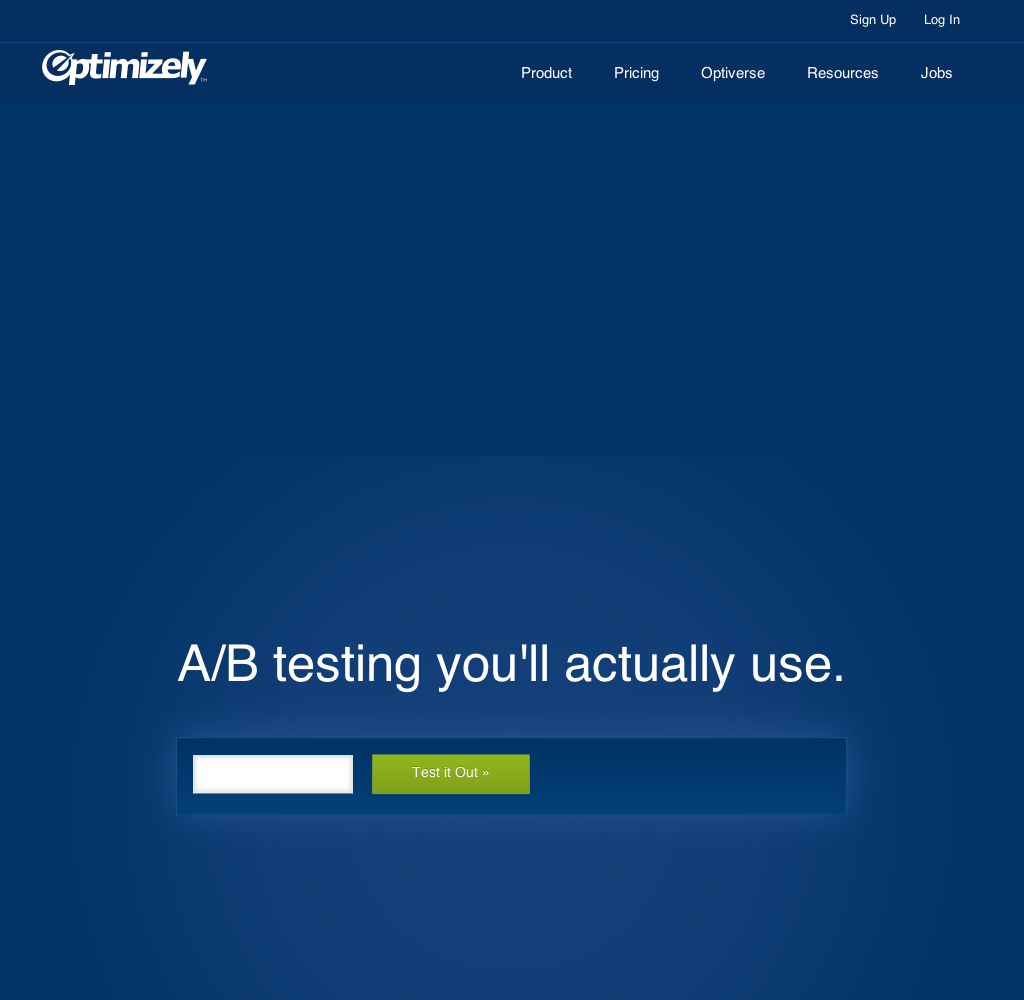 Sign Up Log In
Optimizely™
Product Pricing Optiverse Resources Jobs
A/B testing you'll actually use.
Test it Out »